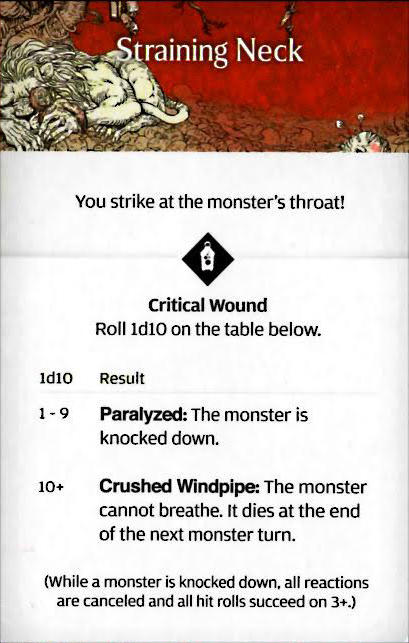 Straining Neck
You strike at the monster's throat!
Critical Wound
Roll 1d10 on the table below.
1d10 Result
1 - 9 Paralyzed: The monster is
knocked down.
10+ Crushed Windpipe: The monster
cannot breathe. It dies at the end
of the next monster turn.
(While a monster is knocked down, all reactions
are canceled and all hit rolls succeed on 3+.)